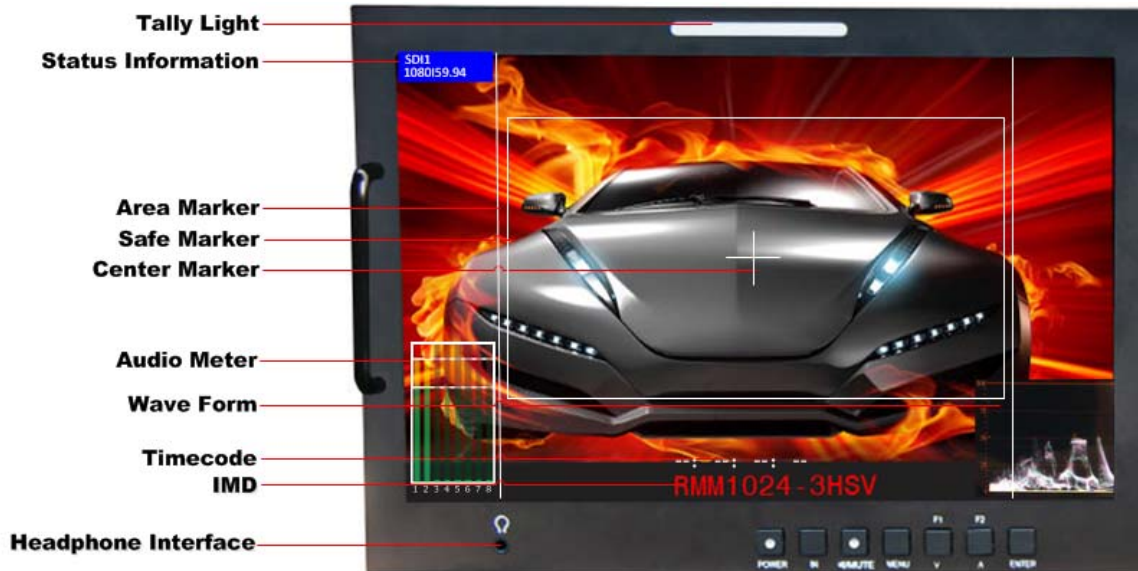 Tally Light
Status Information
SDI1
1080I59.94
Area Marker
Safe Marker
Center Marker
Audio Meter
Wave Form
Timecode
--:--:--:--
IMD
RMM1024-3HSV
1 2 3 4 5 6 7 8
Headphone Interface
F1 F2
POWER IN MUTE MENU V A ENTER